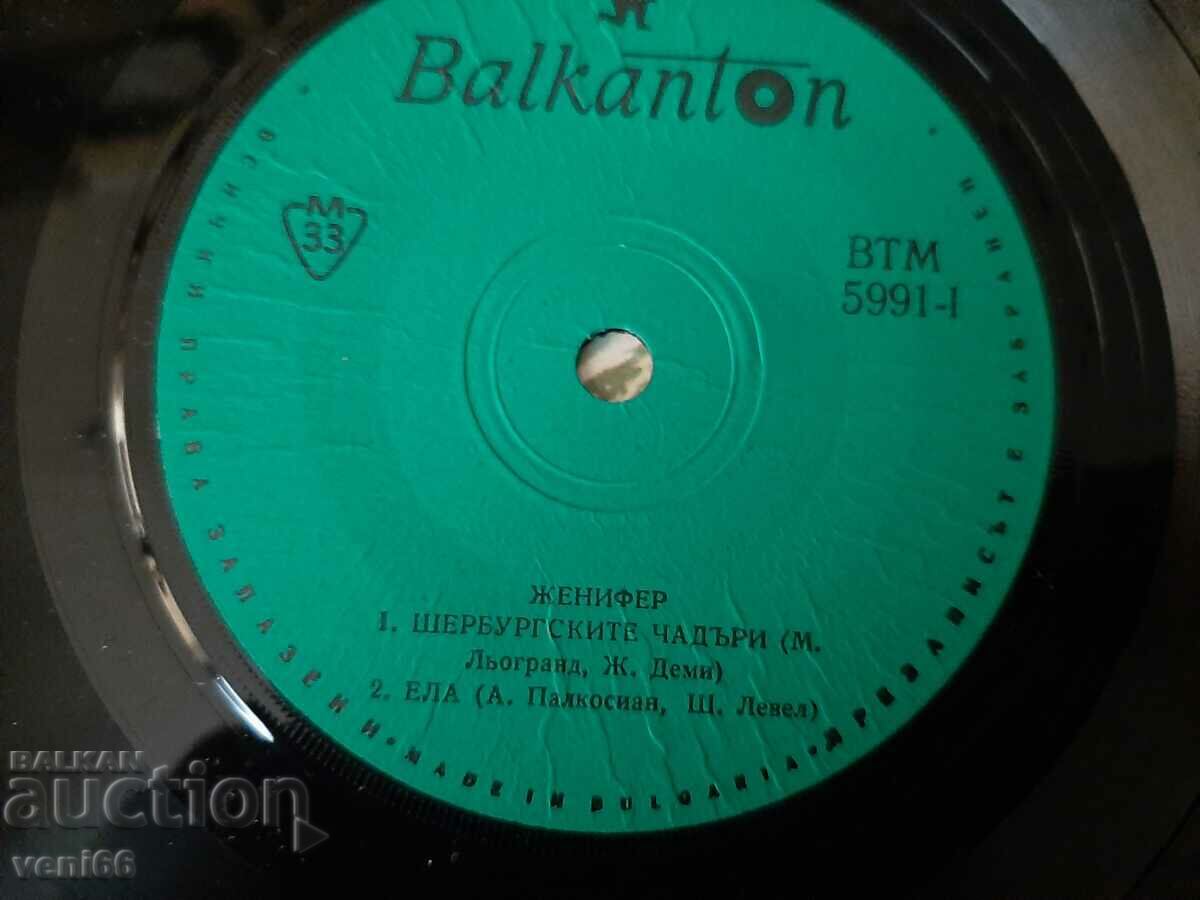 Balkanton
М
33
ВТМ
5991-I
ЖЕНИФЕР
1. ШЕРБУРГСКИТЕ ЧАДЪРИ (М.
Льогранд, Ж. Деми)
2. ЕЛА (А. Палкосиан, Ш. Левел)
ВСИЧКИ ПРАВА ЗАПАЗЕНИ · MADE IN BULGARIA · ПРЕЗАПИСЪТ ЗАБРАНЕН ·
BALKAN
auction
veni66